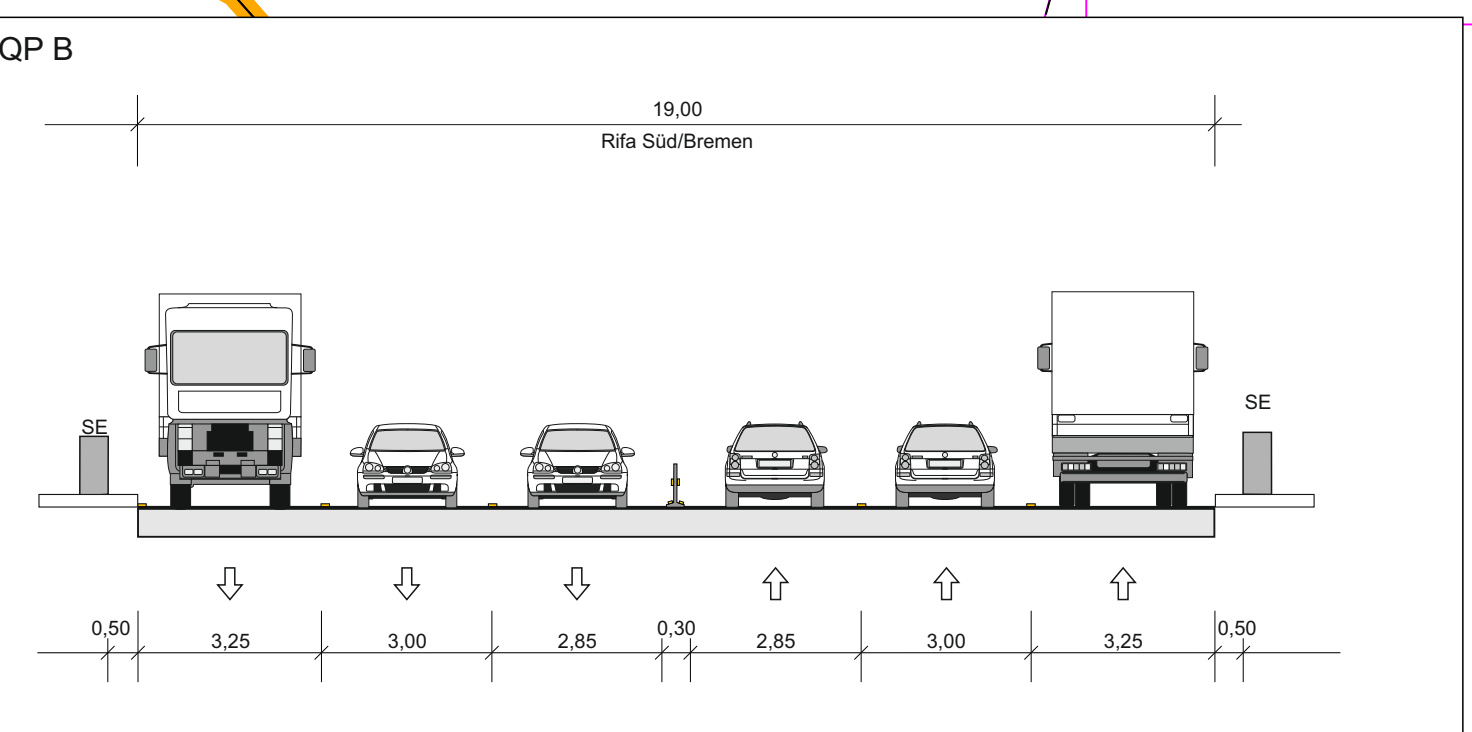 QP B
19,00
Rifa Süd/Bremen
SE
SE
0,50 3,25 3,00 2,85 0,30 2,85 3,00 3,25 0,50